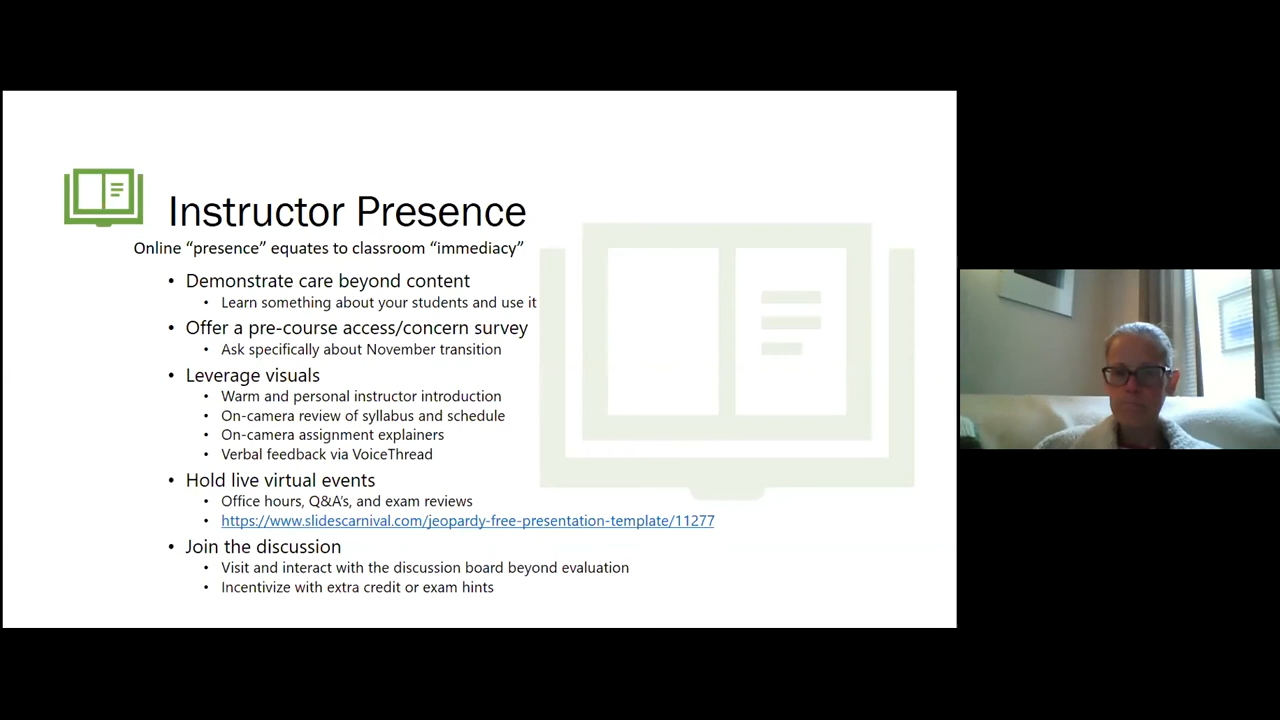 Instructor Presence
Online “presence” equates to classroom “immediacy”
• Demonstrate care beyond content
• Learn something about your students and use it
• Offer a pre-course access/concern survey
• Ask specifically about November transition
• Leverage visuals
• Warm and personal instructor introduction
• On-camera review of syllabus and schedule
• On-camera assignment explainers
• Verbal feedback via VoiceThread
• Hold live virtual events
• Office hours, Q&A’s, and exam reviews
• https://www.slidescarnival.com/jeopardy-free-presentation-template/11277
• Join the discussion
• Visit and interact with the discussion board beyond evaluation
• Incentivize with extra credit or exam hints